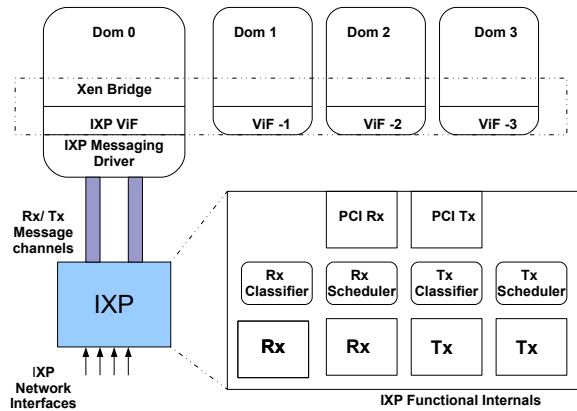 Dom 0
Dom 1
Dom 2
Dom 3
Xen Bridge
IXP ViF
ViF -1
ViF -2
ViF -3
IXP Messaging
Driver
Rx/ Tx
Message
channels
IXP
IXP
Network
Interfaces
PCI Rx
PCI Tx
Rx
Classifier
Rx
Scheduler
Tx
Classifier
Tx
Scheduler
Rx
Rx
Tx
Tx
IXP Functional Internals